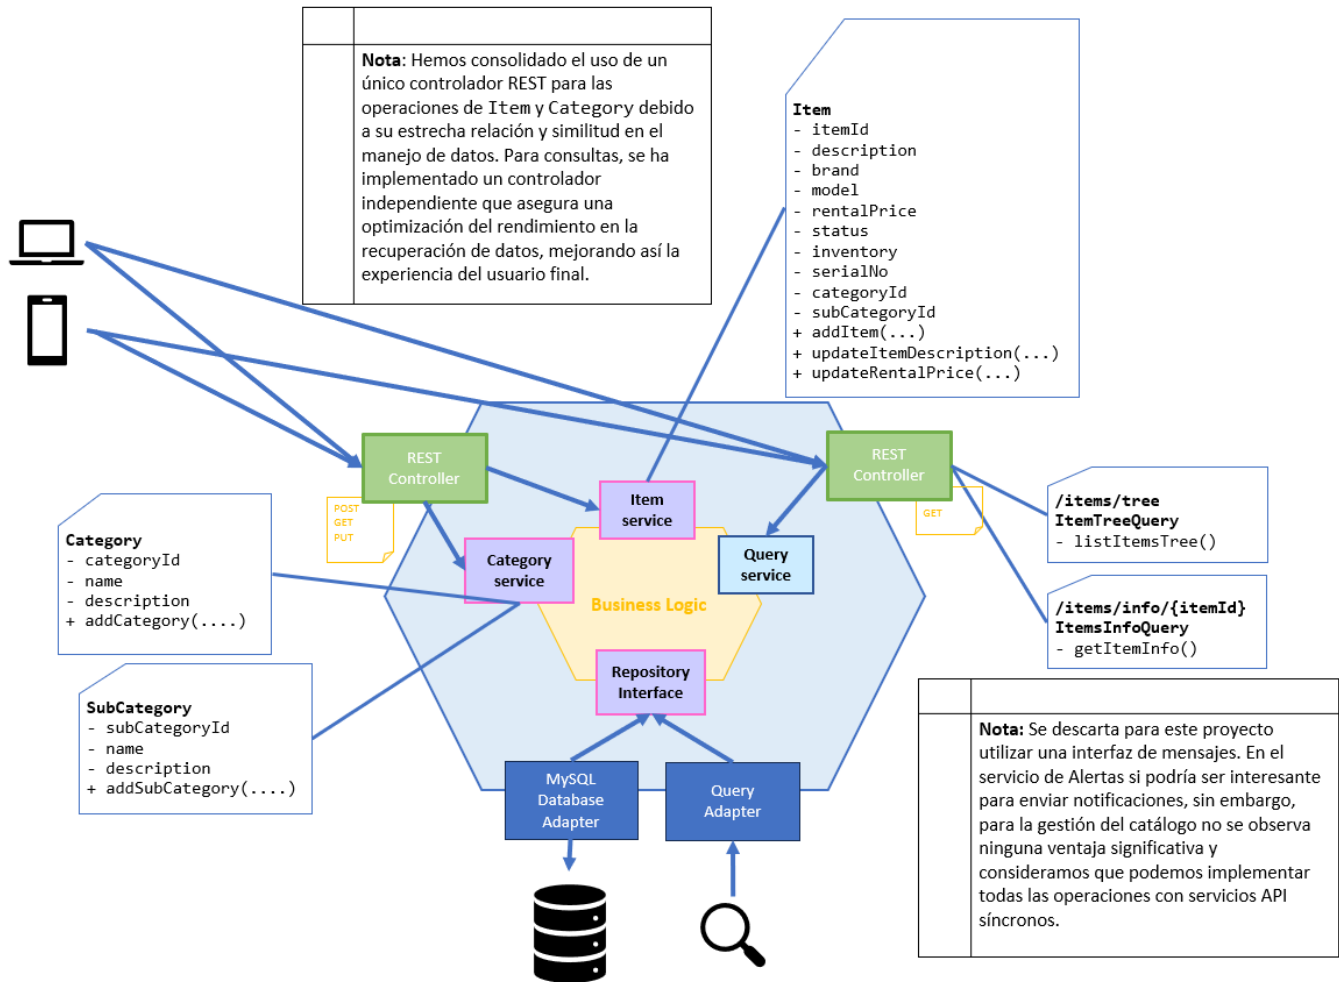 Nota: Hemos consolidado el uso de un
único controlador REST para las
operaciones de Item y Category debido
a su estrecha relación y similitud en el
manejo de datos. Para consultas, se ha
implementado un controlador
independiente que asegura una
optimización del rendimiento en la
recuperación de datos, mejorando así la
experiencia del usuario final.
Item
- itemId
- description
- brand
- model
- rentalPrice
- status
- inventory
- serialNo
- categoryId
- subCategoryId
+ addItem(...)
+ updateItemDescription(...)
+ updateRentalPrice(...)
REST
Controller
POST
GET
PUT
Item
service
Category
service
Business Logic
Query
service
REST
Controller
GET
/items/tree
ItemTreeQuery
- listItemsTree()
/items/info/{itemId}
ItemsInfoQuery
- getItemInfo()
Category
- categoryId
- name
- description
+ addCategory(....)
SubCategory
- subCategoryId
- name
- description
+ addSubCategory(....)
Repository
Interface
MySQL
Database
Adapter
Query
Adapter
Nota: Se descarta para este proyecto
utilizar una interfaz de mensajes. En el
servicio de Alertas si podría ser interesante
para enviar notificaciones, sin embargo,
para la gestión del catálogo no se observa
ninguna ventaja significativa y
consideramos que podemos implementar
todas las operaciones con servicios API
síncronos.